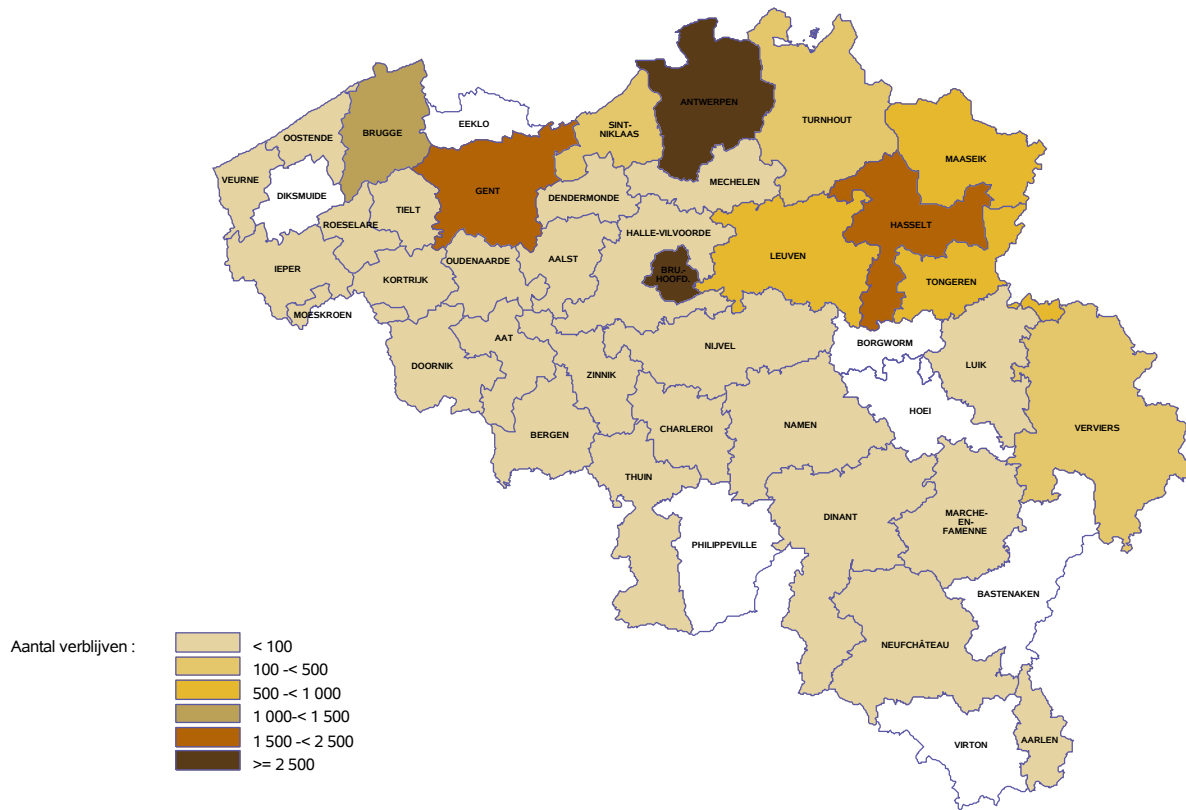 ANTWERPEN
TURNHOUT
SINT-
NIKLAAS
BRUGGE
EEKLO
OOSTENDE
MAASEIK
VEURNE
DIKSMUIDE
GENT
MECHELEN
DENDERMONDE
TIELT
ROESELARE
HALLE-VILVOORDE
HASSELT
LEUVEN
AALST
OUDENAARDE
IEPER
KORTRIJK
BRU.-
HOOFD.
TONGEREN
MOESKROEN
AAT
NIJVEL
BORGWORM
DOORNIK
ZINNIK
LUIK
HOEI
BERGEN
CHARLEROI
NAMEN
VERVIERS
THUIN
DINANT
MARCHE-
EN-
FAMENNE
PHILIPPEVILLE
BASTENAKEN
NEUFCHÂTEAU
VIRTON
AARLEN
Aantal verblijven :
< 100
100 -< 500
500 -< 1 000
1 000-< 1 500
1 500 -< 2 500
>= 2 500